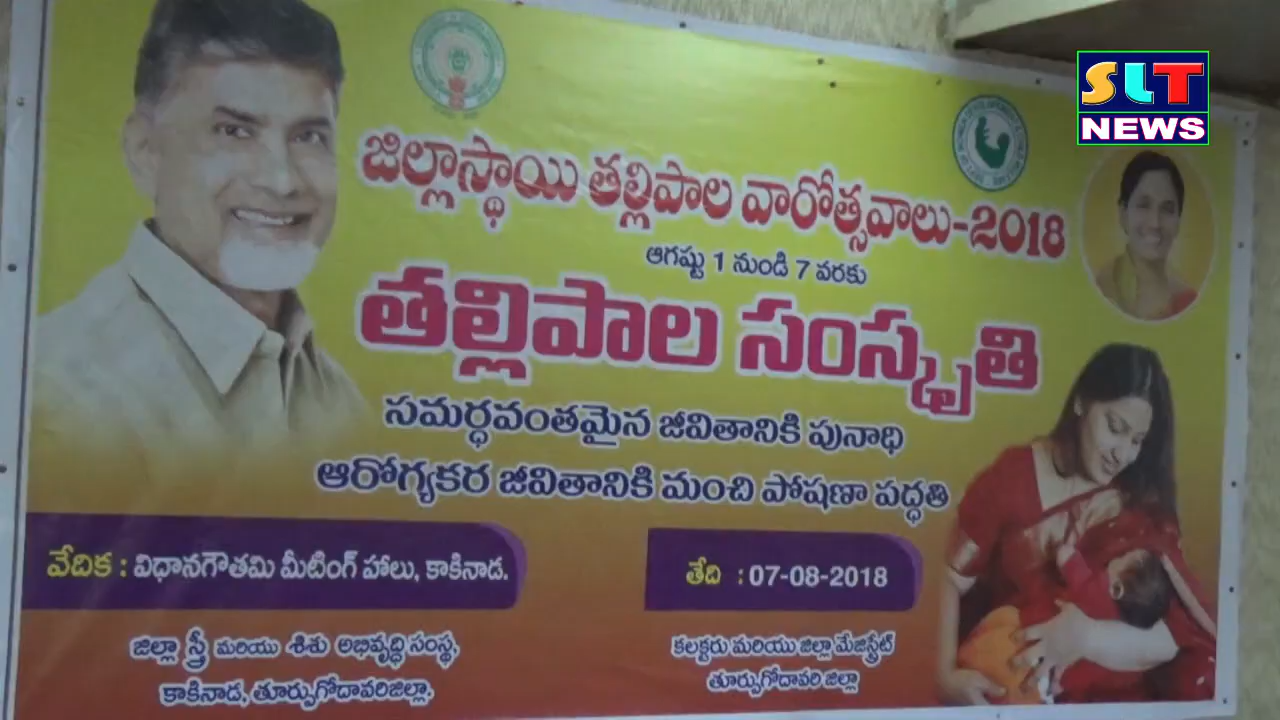 SLT
NEWS
జిల్లాస్థాయి తల్లిపాల వారోత్సవాలు-2018
ఆగష్టు 1 నుండి 7 వరకు
తల్లిపాల సంస్కృతి
సమర్ధవంతమైన జీవితానికి పునాధి
ఆరోగ్యకర జీవితానికి మంచి పోషణా పద్ధతి
వేదిక : విధానగౌతమి మీటింగ్ హాలు, కాకినాడ.
తేది : 07-08-2018
జిల్లా స్త్రీ మరియు శిశు అభివృద్ధి సంస్థ,
కాకినాడ, తూర్పుగోదావరిజిల్లా.
కలక్టరు మరియు జిల్లా మేజిస్ట్రేట్
తూర్పుగోదావరి జిల్లా